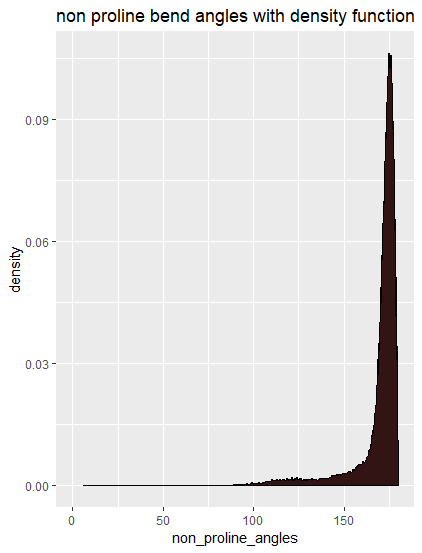 non proline bend angles with density function
density
0.09
0.06
0.03
0.00
0
50
100
150
non_proline_angles